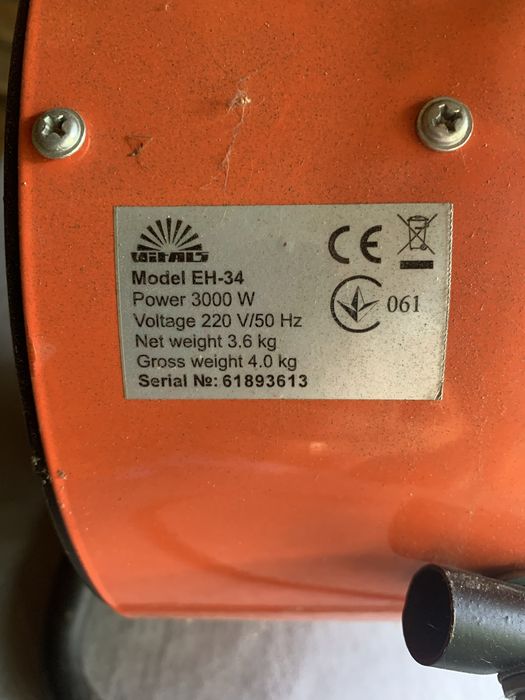 Vitals
CE
Model EH-34
Power 3000 W
Voltage 220 V/50 Hz
061
Net weight 3.6 kg
Gross weight 4.0 kg
Serial №: 61893613